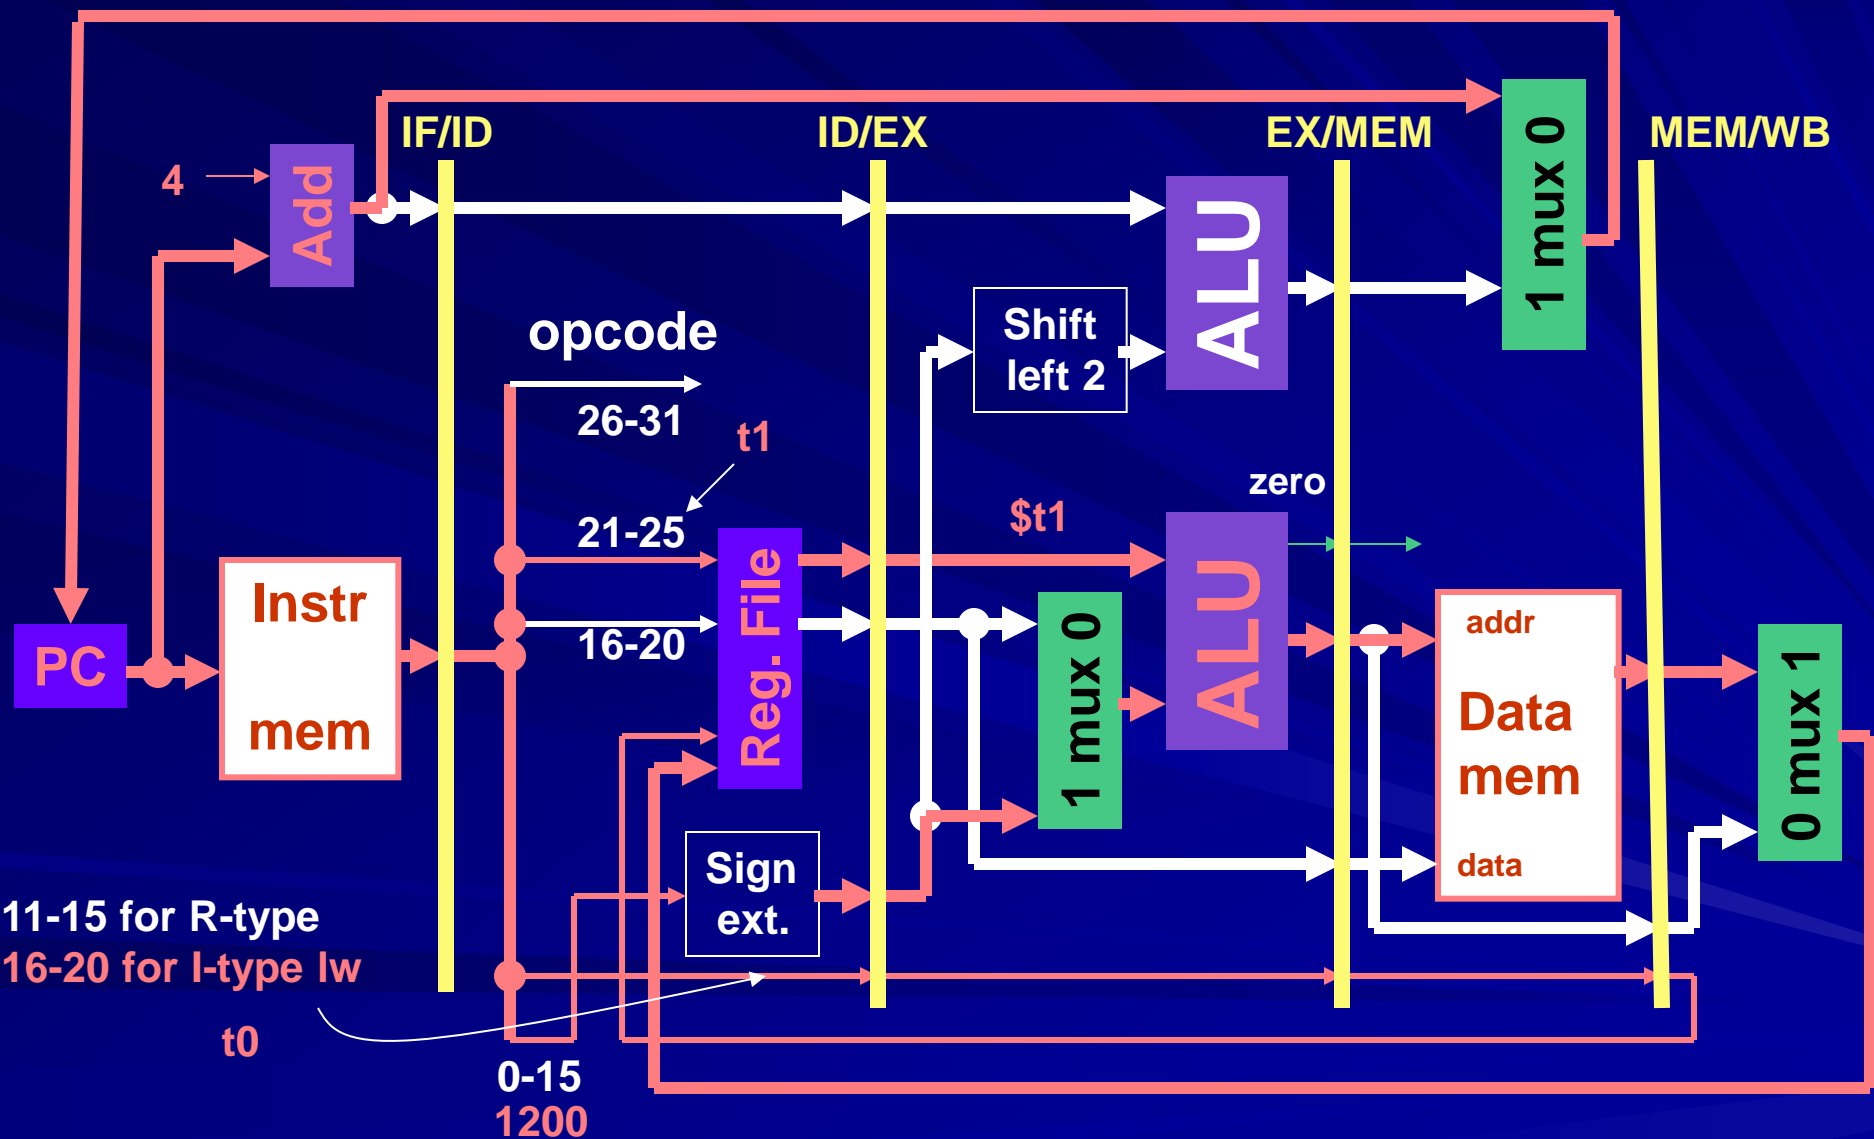 IF/ID
ID/EX
EX/MEM
MEM/WB
4
Add
ALU
1 mux 0
opcode
Shift
left 2
26-31
t1
zero
21-25
$t1
Instr
mem
PC
16-20
Reg. File
1 mux 0
ALU
addr
Data
mem
data
0 mux 1
Sign
ext.
11-15 for R-type
16-20 for I-type lw
t0
0-15
1200